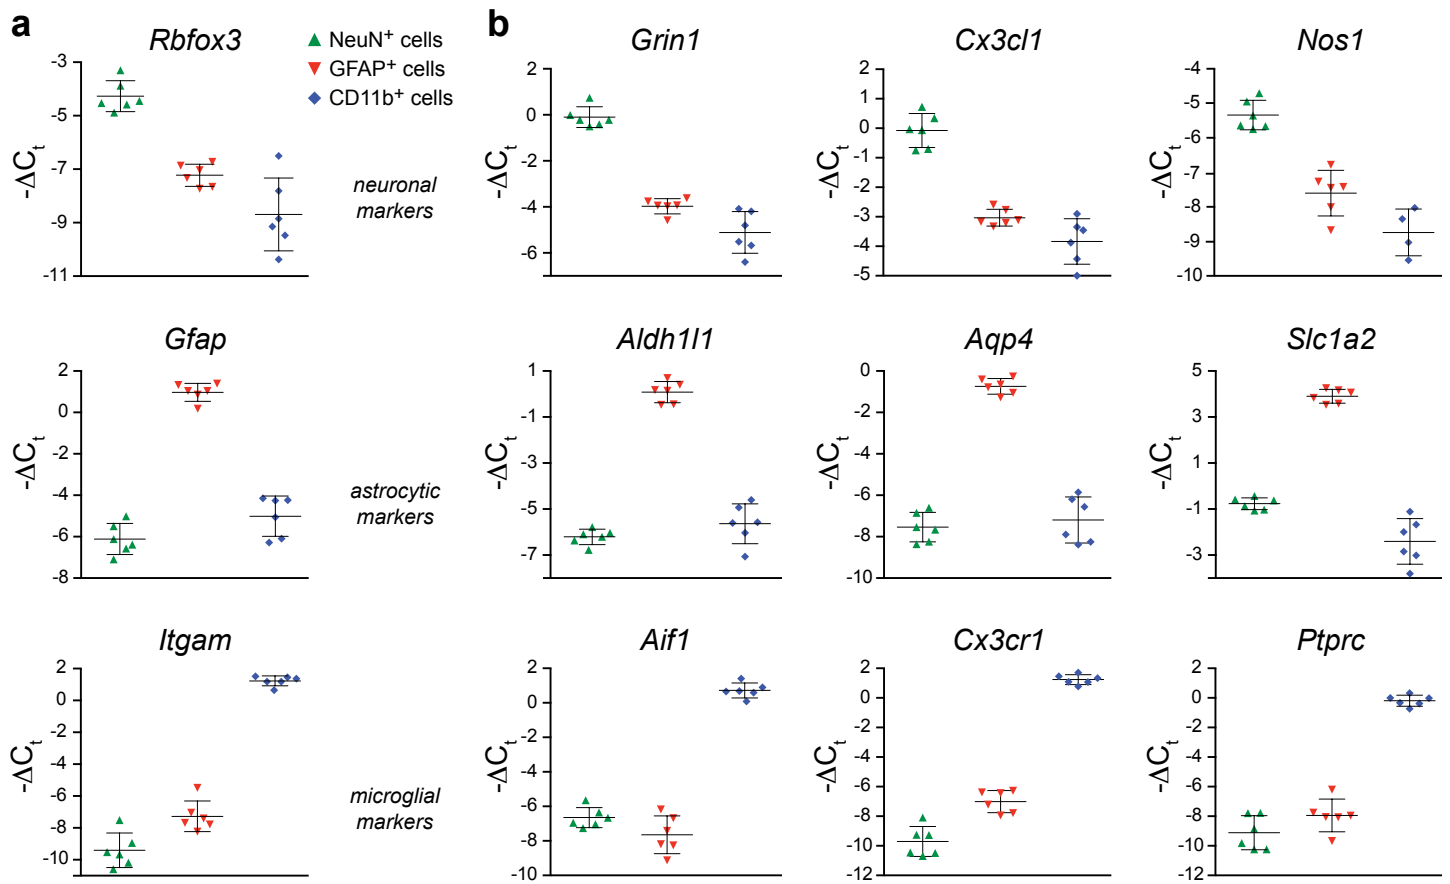 a
b
Rbfox3
NeuN+ cells
GFAP+ cells
CD11b+ cells
Grin1
Cx3cl1
Nos1
-ΔCt
-3
-5
-7
-9
-11
neuronal
markers
-ΔCt
2
0
-2
-4
-6
-ΔCt
2
1
0
-1
-2
-3
-4
-5
-ΔCt
-4
-5
-6
-7
-8
-9
-10
Gfap
Aldh1l1
Aqp4
Slc1a2
-ΔCt
2
0
-2
-4
-6
-8
astrocytic
markers
-ΔCt
1
-1
-3
-5
-7
-ΔCt
0
-2
-4
-6
-8
-10
-ΔCt
5
3
1
-1
-3
Itgam
Aif1
Cx3cr1
Ptprc
-ΔCt
2
0
-2
-4
-6
-8
-10
microglial
markers
-ΔCt
2
0
-2
-4
-6
-8
-10
-ΔCt
2
0
-2
-4
-6
-8
-10
-12
-ΔCt
2
0
-2
-4
-6
-8
-10
-12